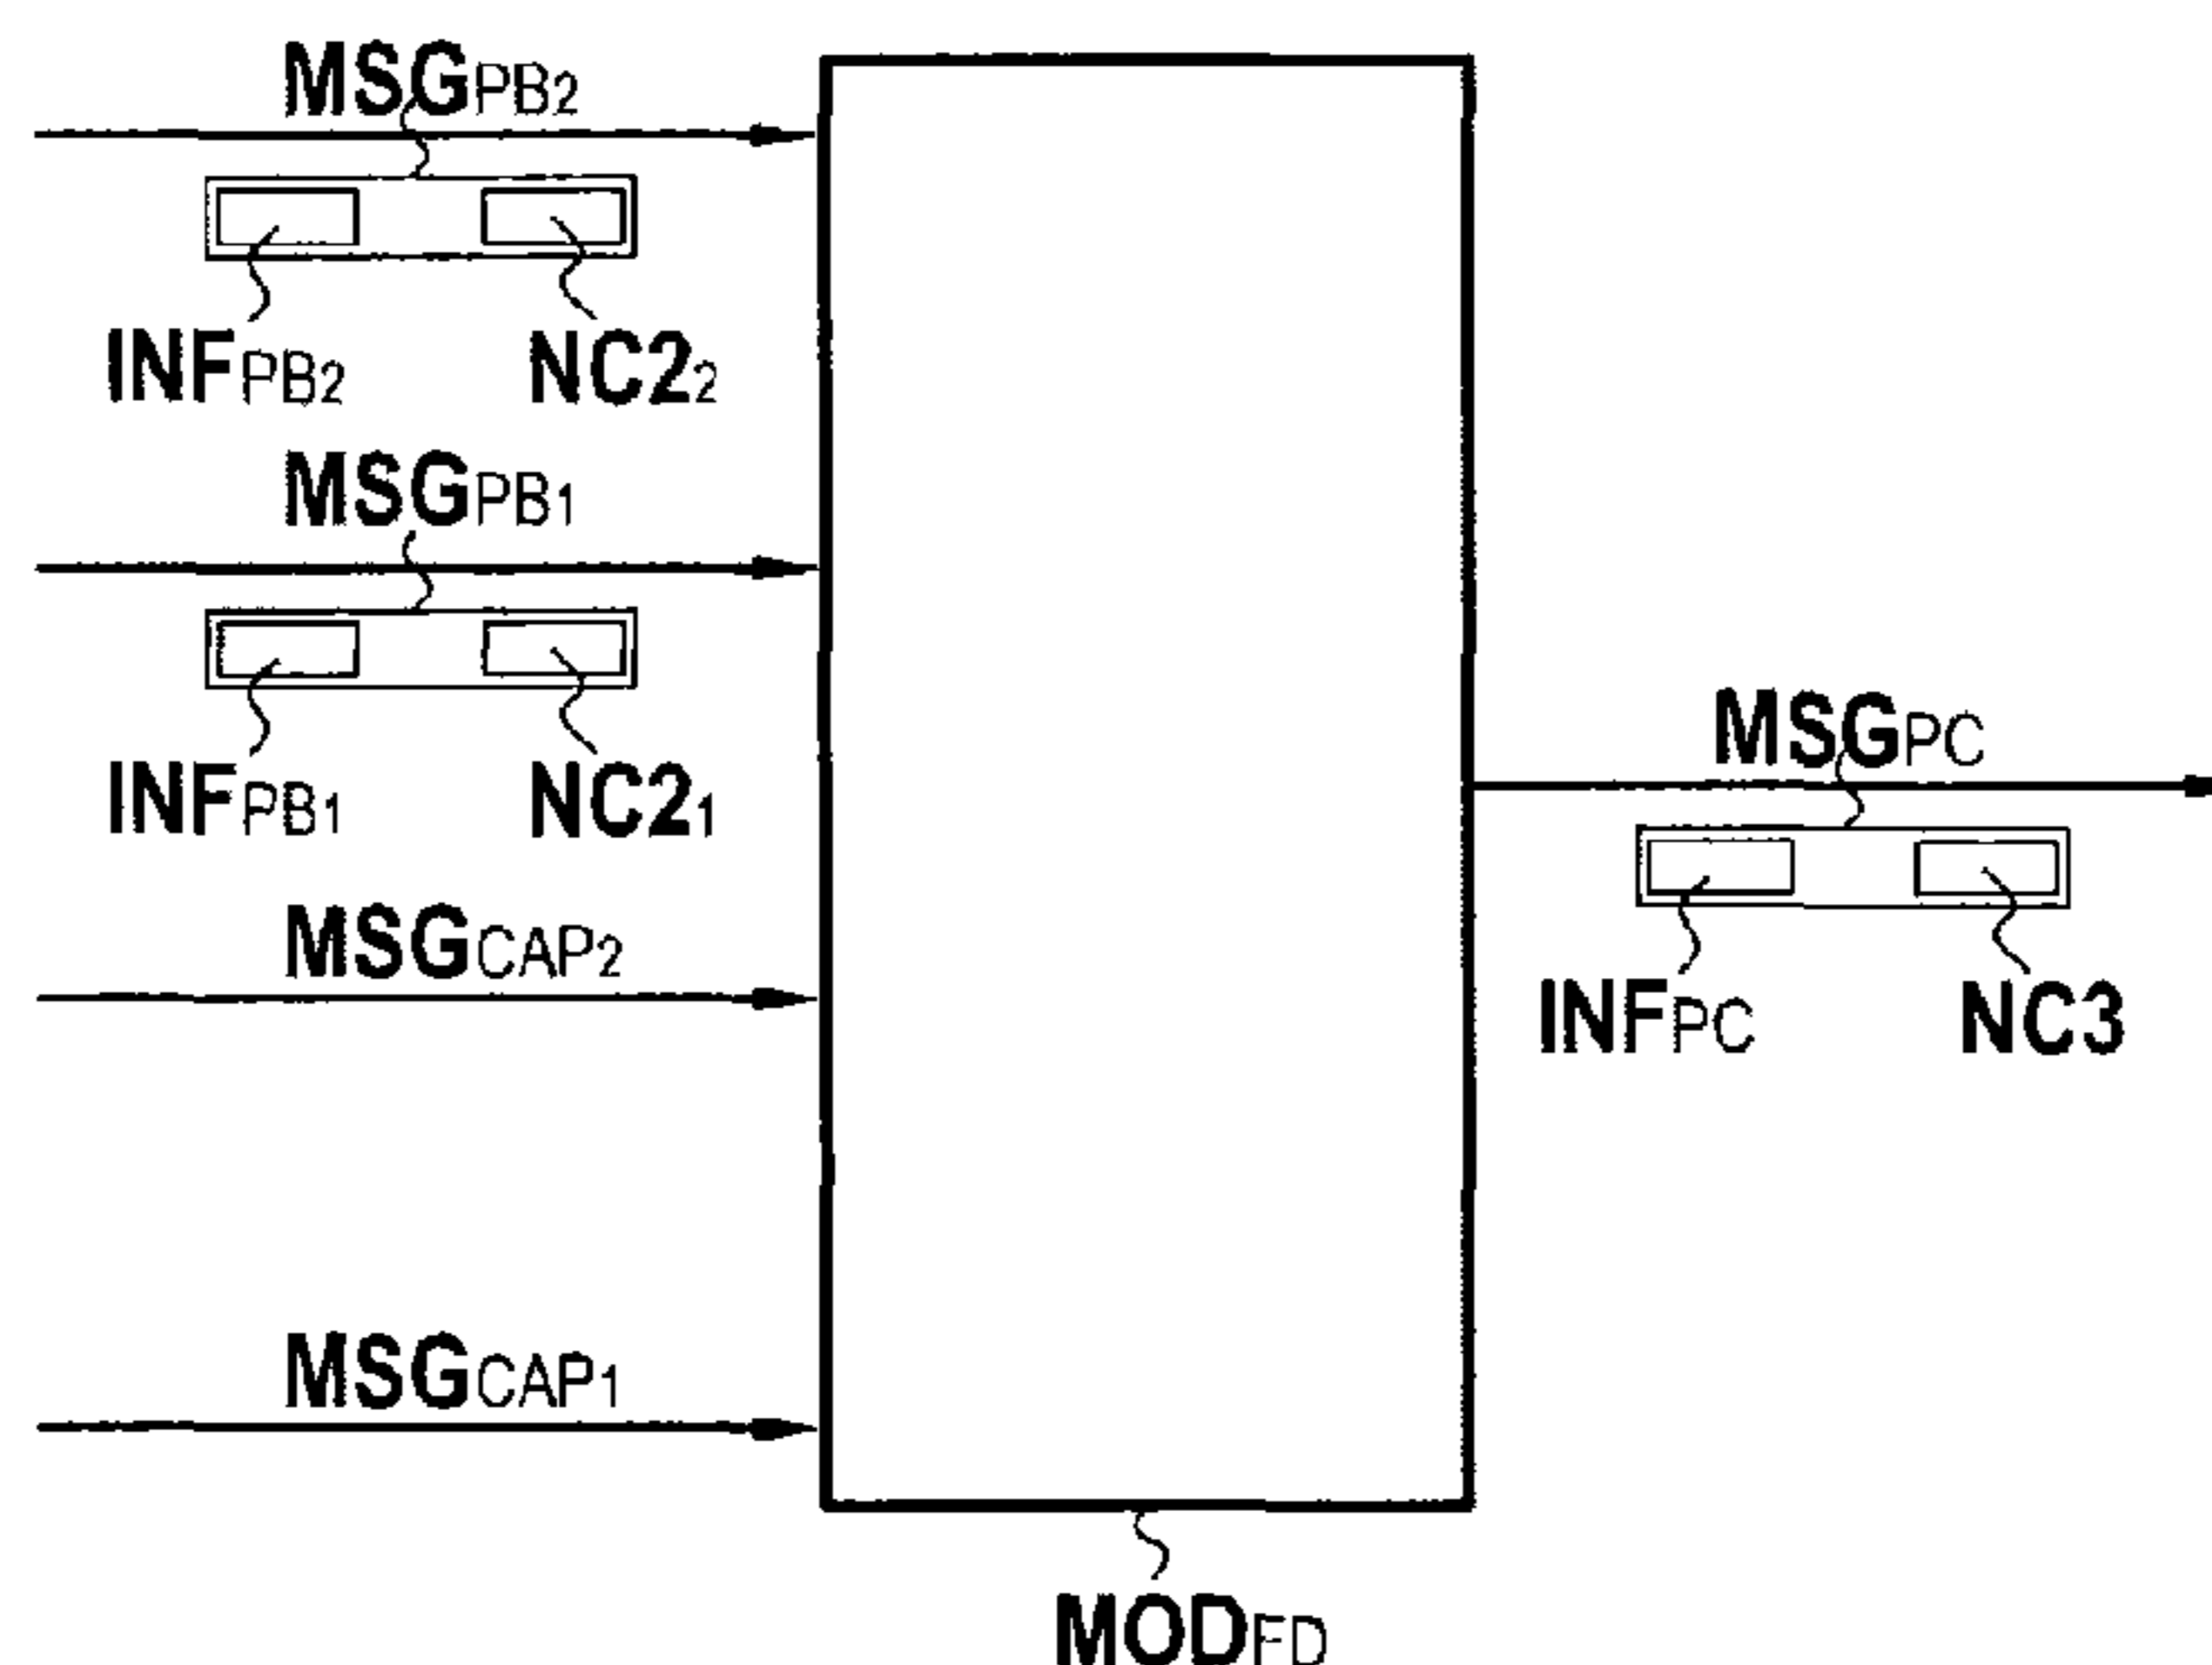 MSGPB2
INFPB2 NC22
MSGPB1
INFPB1 NC21
MSGPC
MSGCAP2
INFPC NC3
MSGCAP1
MODFD